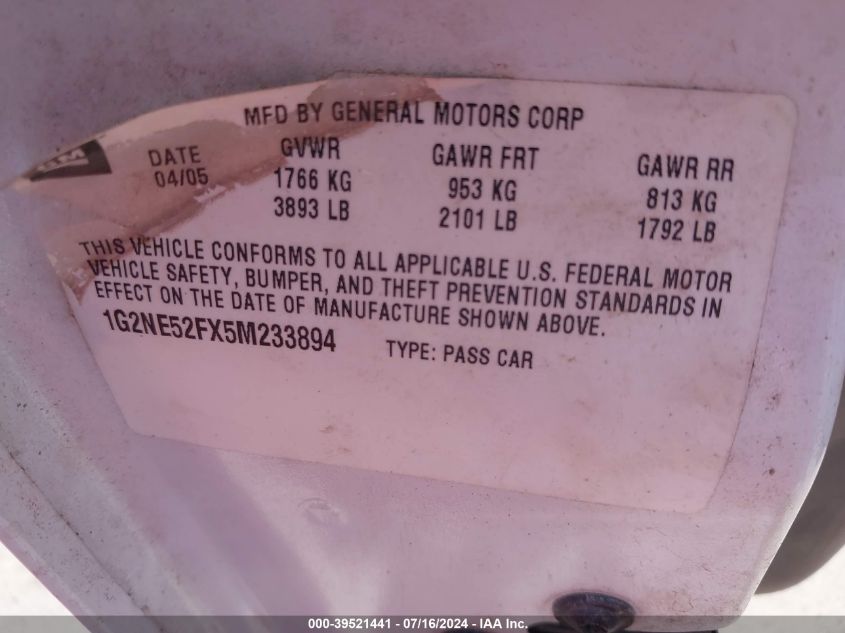 MFD BY GENERAL MOTORS CORP
DATE GVWR GAWR FRT GAWR RR
04/05 1766 KG 953 KG 813 KG
3893 LB 2101 LB 1792 LB
THIS VEHICLE CONFORMS TO ALL APPLICABLE U.S. FEDERAL MOTOR
VEHICLE SAFETY, BUMPER, AND THEFT PREVENTION STANDARDS IN
EFFECT ON THE DATE OF MANUFACTURE SHOWN ABOVE.
1G2NE52FX5M233894 TYPE: PASS CAR
000-39521441 - 07/16/2024 - IAA Inc.